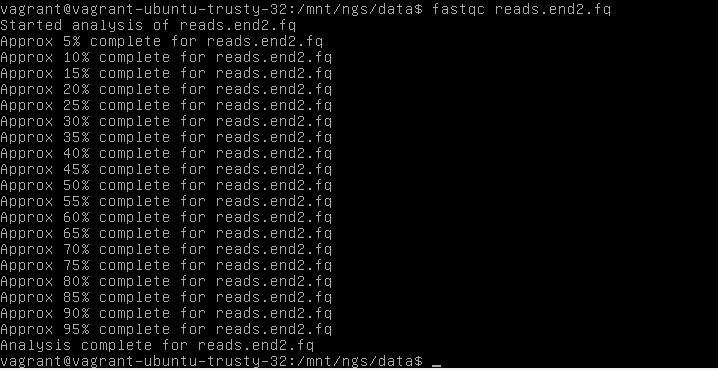 vagrant@vagrant-ubuntu-trusty-32:/mnt/ngs/data$ fastqc reads.end2.fq
Started analysis of reads.end2.fq
Approx 5% complete for reads.end2.fq
Approx 10% complete for reads.end2.fq
Approx 15% complete for reads.end2.fq
Approx 20% complete for reads.end2.fq
Approx 25% complete for reads.end2.fq
Approx 30% complete for reads.end2.fq
Approx 35% complete for reads.end2.fq
Approx 40% complete for reads.end2.fq
Approx 45% complete for reads.end2.fq
Approx 50% complete for reads.end2.fq
Approx 55% complete for reads.end2.fq
Approx 60% complete for reads.end2.fq
Approx 65% complete for reads.end2.fq
Approx 70% complete for reads.end2.fq
Approx 75% complete for reads.end2.fq
Approx 80% complete for reads.end2.fq
Approx 85% complete for reads.end2.fq
Approx 90% complete for reads.end2.fq
Approx 95% complete for reads.end2.fq
Analysis complete for reads.end2.fq
vagrant@vagrant-ubuntu-trusty-32:/mnt/ngs/data$ _